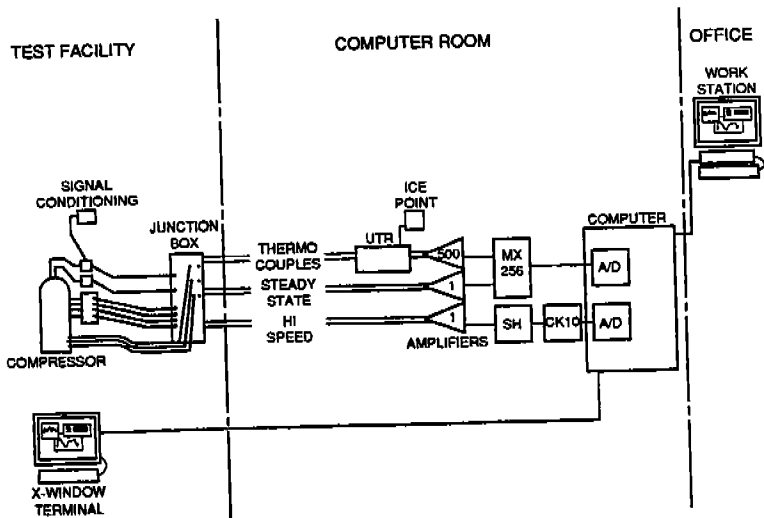 TEST FACILITY
COMPUTER ROOM
OFFICE
WORK
STATION
SIGNAL
CONDITIONING
ICE
POINT
JUNCTION
BOX
COMPUTER
THERMO
COUPLES
UTR
500
MX
256
A/D
STEADY
STATE
1
HI
SPEED
1
AMPLIFIERS
SH
CK10
A/D
COMPRESSOR
X-WINDOW
TERMINAL